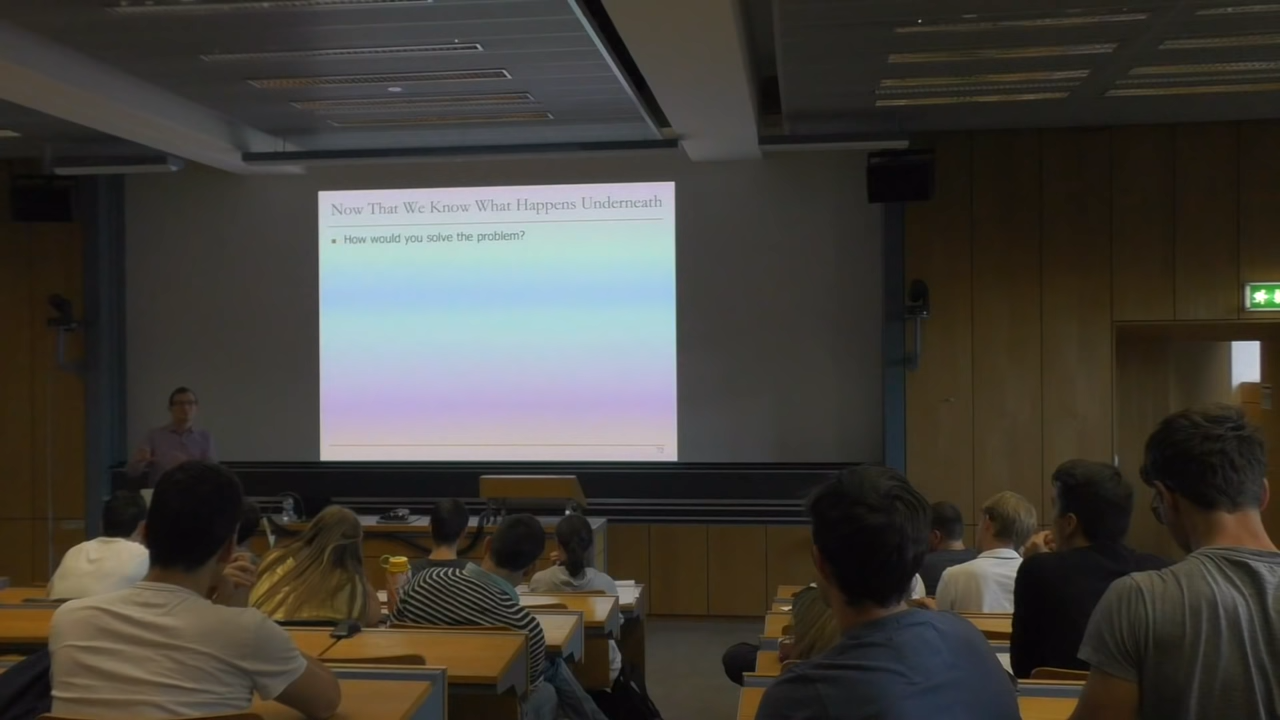 Now That We Know What Happens Underneath
How would you solve the problem?